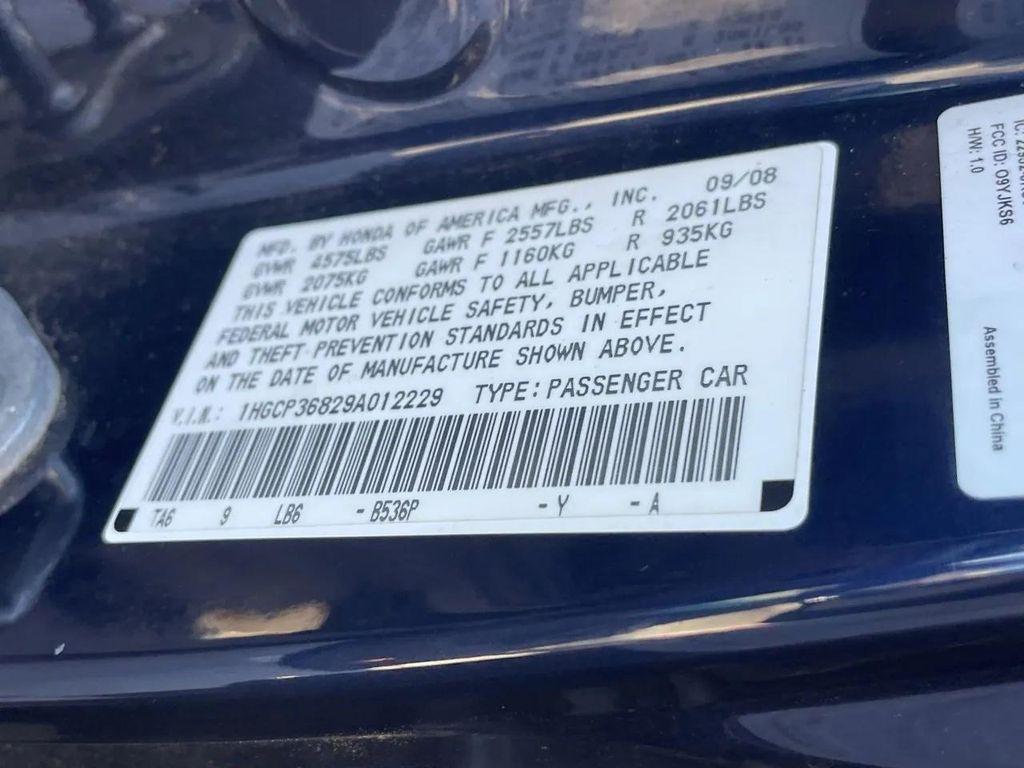 MFD. BY HONDA OF AMERICA MFG., INC. 09/08
GVWR 4575LBS GAWR F 2557LBS R 2061LBS
GVWR 2075KG GAWR F 1160KG R 935KG
THIS VEHICLE CONFORMS TO ALL APPLICABLE
FEDERAL MOTOR VEHICLE SAFETY, BUMPER,
AND THEFT PREVENTION STANDARDS IN EFFECT
ON THE DATE OF MANUFACTURE SHOWN ABOVE.
V.I.N.: 1HGCP36829A012229 TYPE: PASSENGER CAR
TA6 9 LB6 -B536P -Y -A
FCC ID: O9YJKS6
H/W: 1.0
Assembled in China